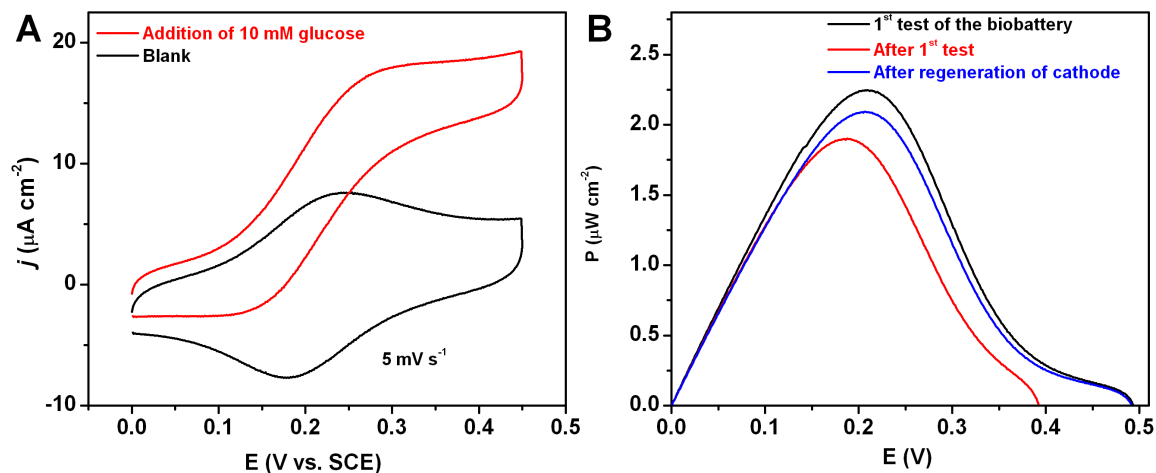 A
Addition of 10 mM glucose
Blank
20
10
0
-10
j (μA cm⁻²)
5 mV s⁻¹
0.0 0.1 0.2 0.3 0.4 0.5
E (V vs. SCE)
B
1ˢᵗ test of the biobattery
After 1ˢᵗ test
After regeneration of cathode
2.5
2.0
1.5
1.0
0.5
0.0
P (μW cm⁻²)
0.0 0.1 0.2 0.3 0.4 0.5
E (V)